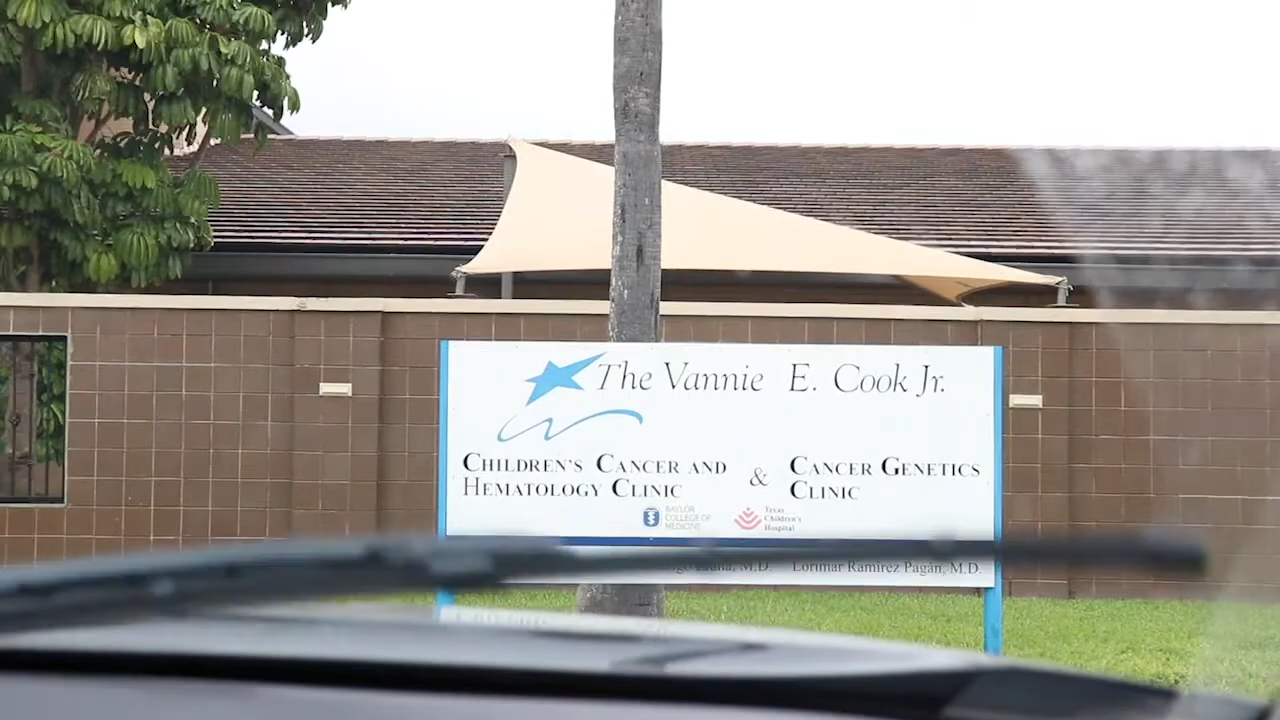 The Vannie E. Cook Jr.
CHILDREN'S CANCER AND
HEMATOLOGY CLINIC
&
CANCER GENETICS
CLINIC
BAYLOR
COLLEGE OF
MEDICINE
Texas
Children's
Hospital
M.D. Lorimar Ramirez Pagán, M.D.